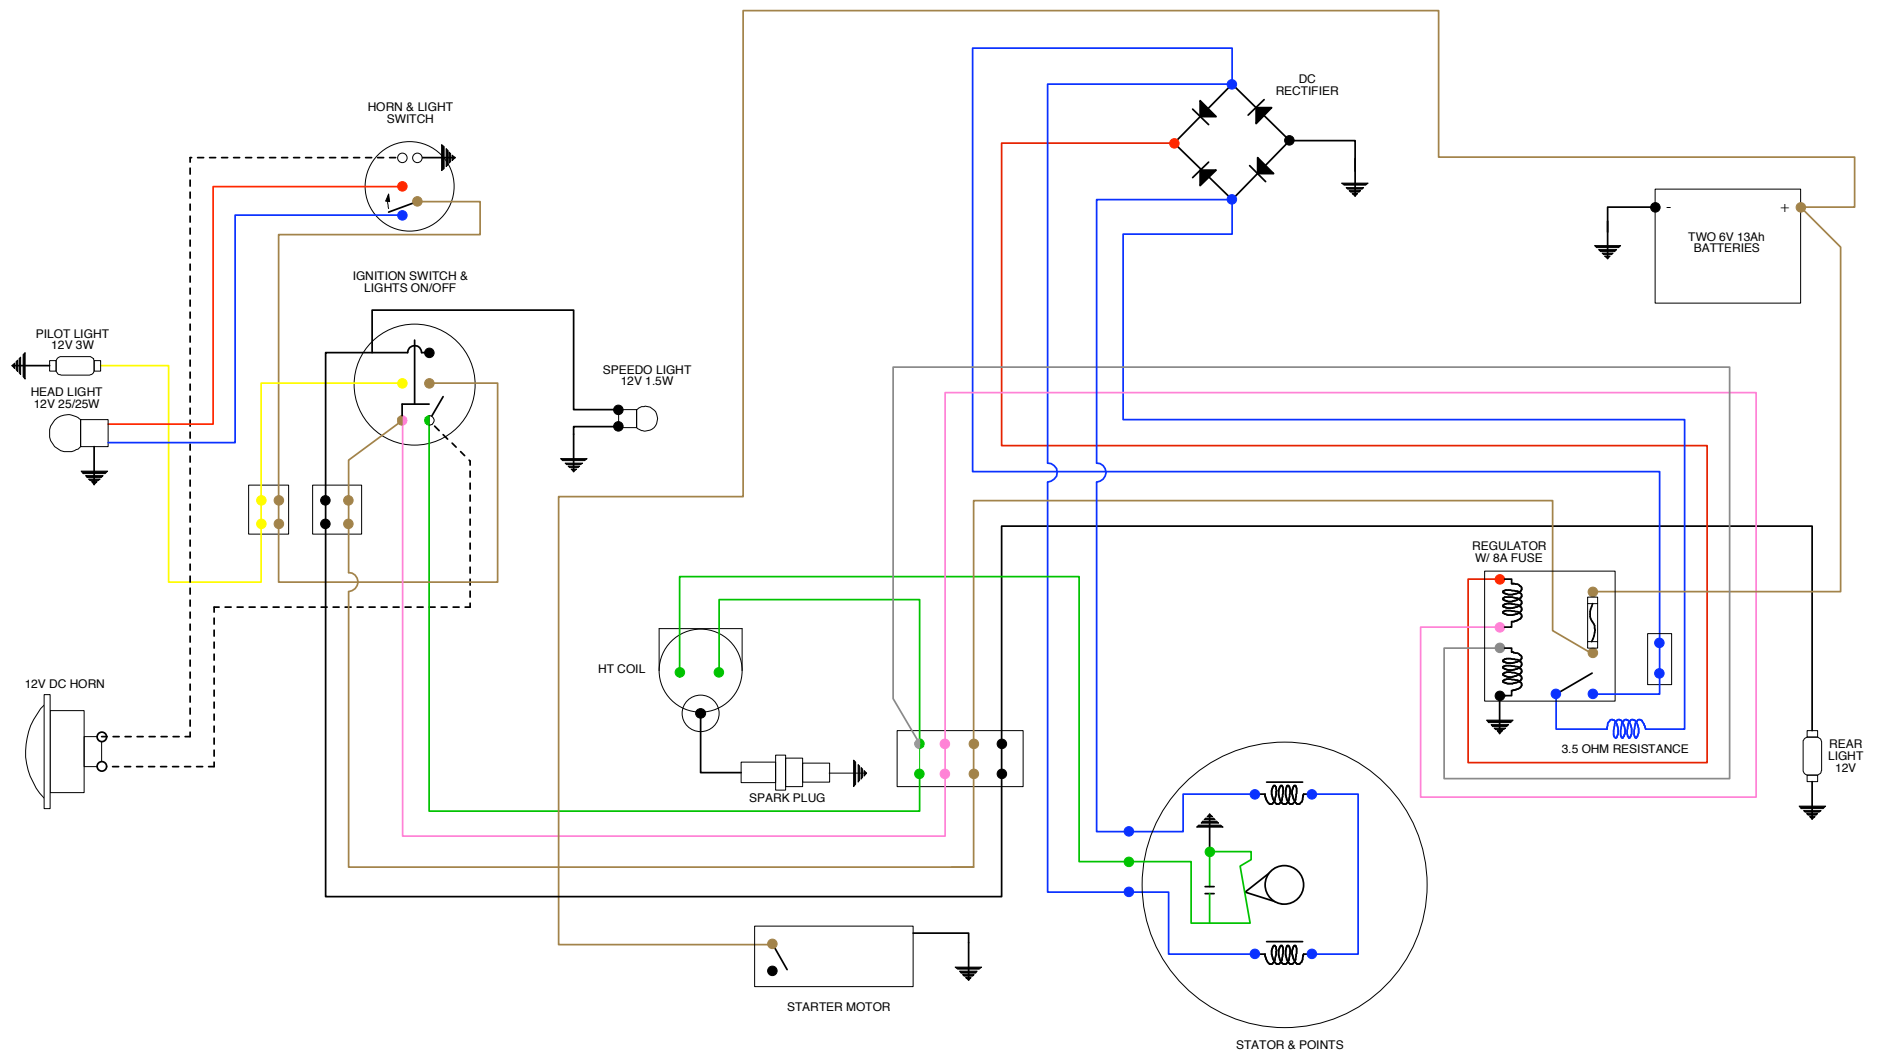 DC
RECTIFIER
HORN & LIGHT
SWITCH
-
+
TWO 6V 13Ah
BATTERIES
IGNITION SWITCH &
LIGHTS ON/OFF
PILOT LIGHT
12V 3W
SPEEDO LIGHT
12V 1.5W
HEAD LIGHT
12V 25/25W
REGULATOR
W/ 8A FUSE
HT COIL
12V DC HORN
3.5 OHM RESISTANCE
REAR
LIGHT
12V
SPARK PLUG
STARTER MOTOR
STATOR & POINTS